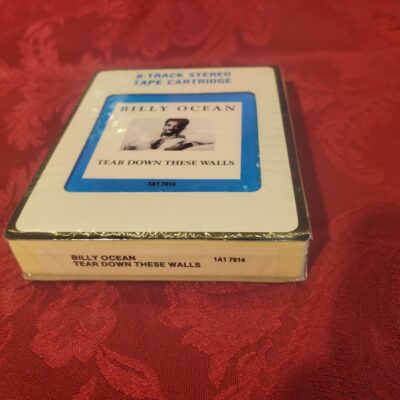 8-TRACK STEREO
TAPE CARTRIDGE
BILLY OCEAN
TEAR DOWN THESE WALLS
1A1 7814
BILLY OCEAN
TEAR DOWN THESE WALLS 1A1 7814